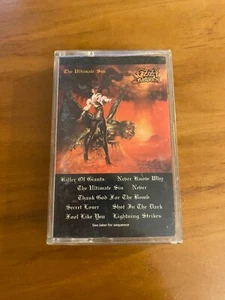 The Ultimate Sin
OZZY
OSBOURNE
Killer Of Giants Never Know Why
The Ultimate Sin Never
Thank God For The Bomb
Secret Loser Shot In The Dark
Fool Like You Lightning Strikes
See label for sequence